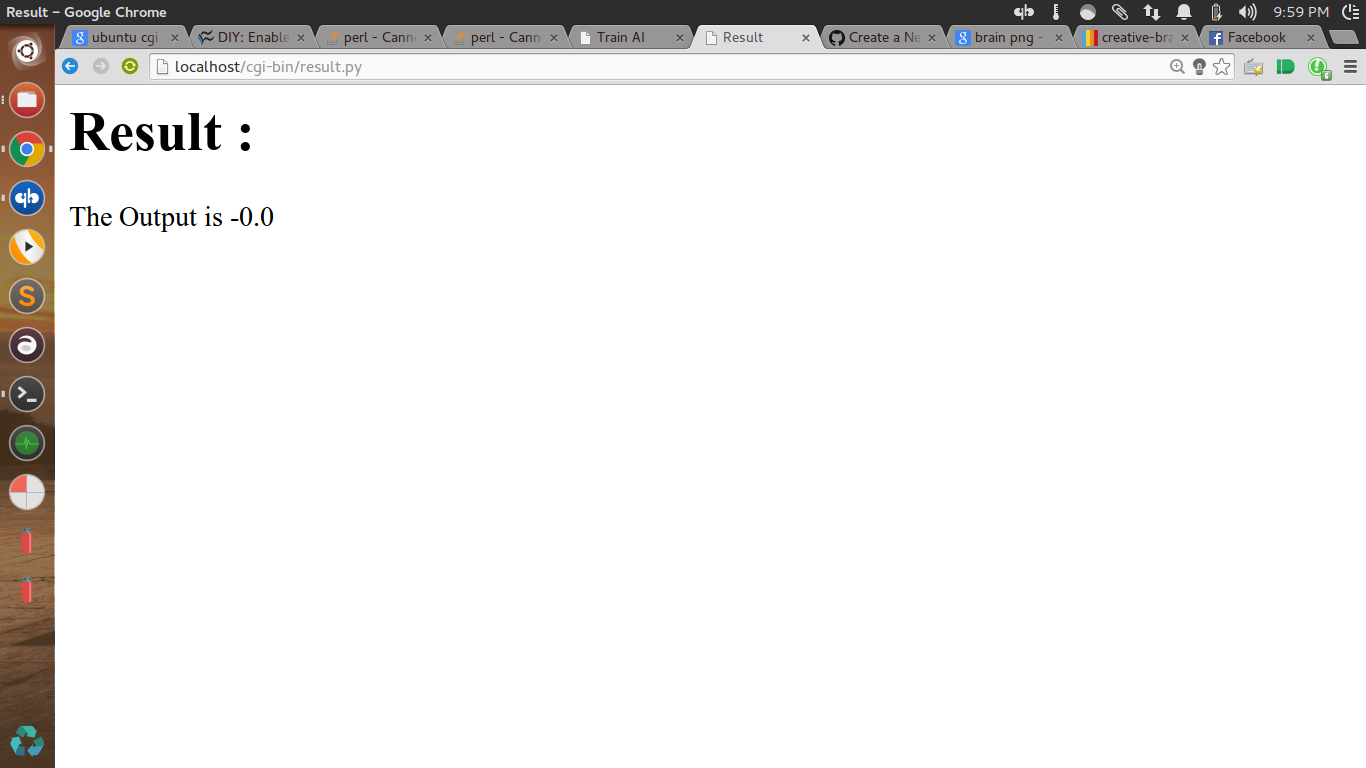 Result – Google Chrome
9:59 PM
ubuntu cgi
DIY: Enable
perl - Cann
perl - Cann
Train AI
Result
Create a Ne
brain png -
creative-bra
Facebook
localhost/cgi-bin/result.py
Result :
The Output is -0.0